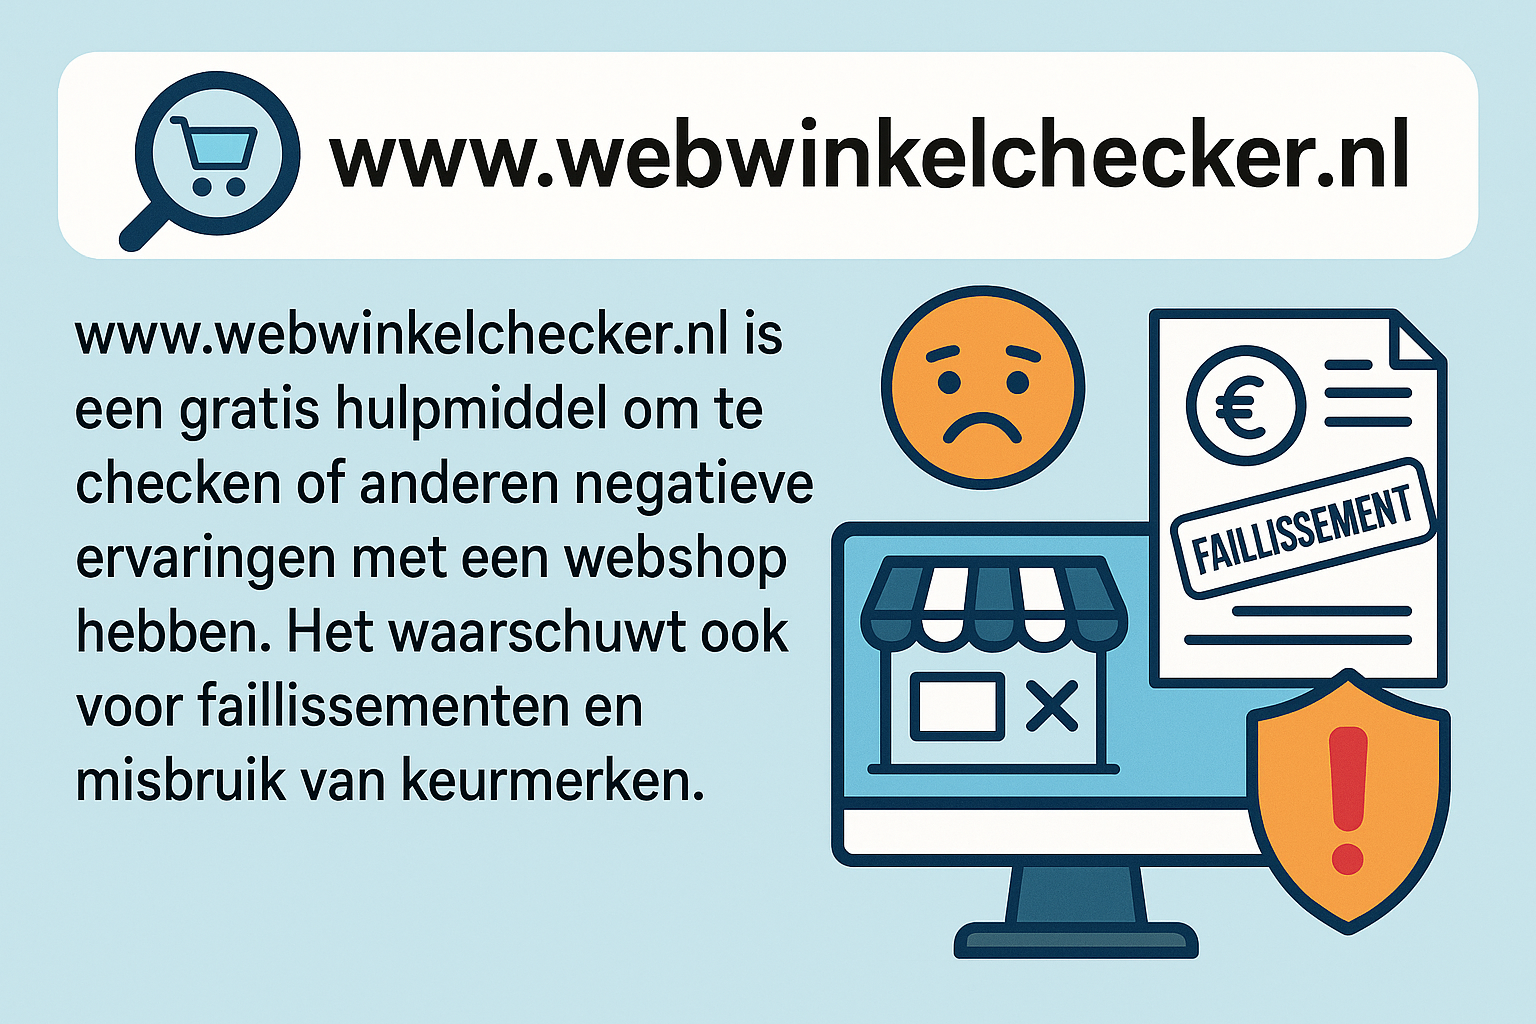 www.webwinkelchecker.nl
www.webwinkelchecker.nl is
een gratis hulpmiddel om te
checken of anderen negatieve
ervaringen met een webshop
hebben. Het waarschuwt ook
voor faillissementen en
misbruik van keurmerken.
€
FAILLISSEMENT